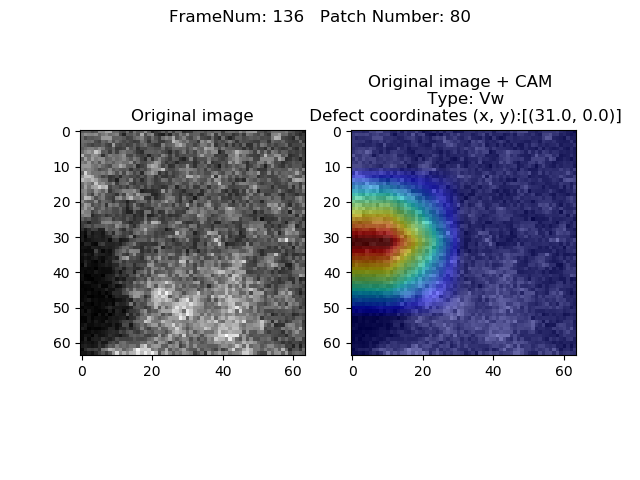 FrameNum: 136   Patch Number: 80
Original image
0
10
20
30
40
50
60
0 20 40 60
Original image + CAM
Type: Vw
Defect coordinates (x, y):[(31.0, 0.0)]
0
10
20
30
40
50
60
0 20 40 60